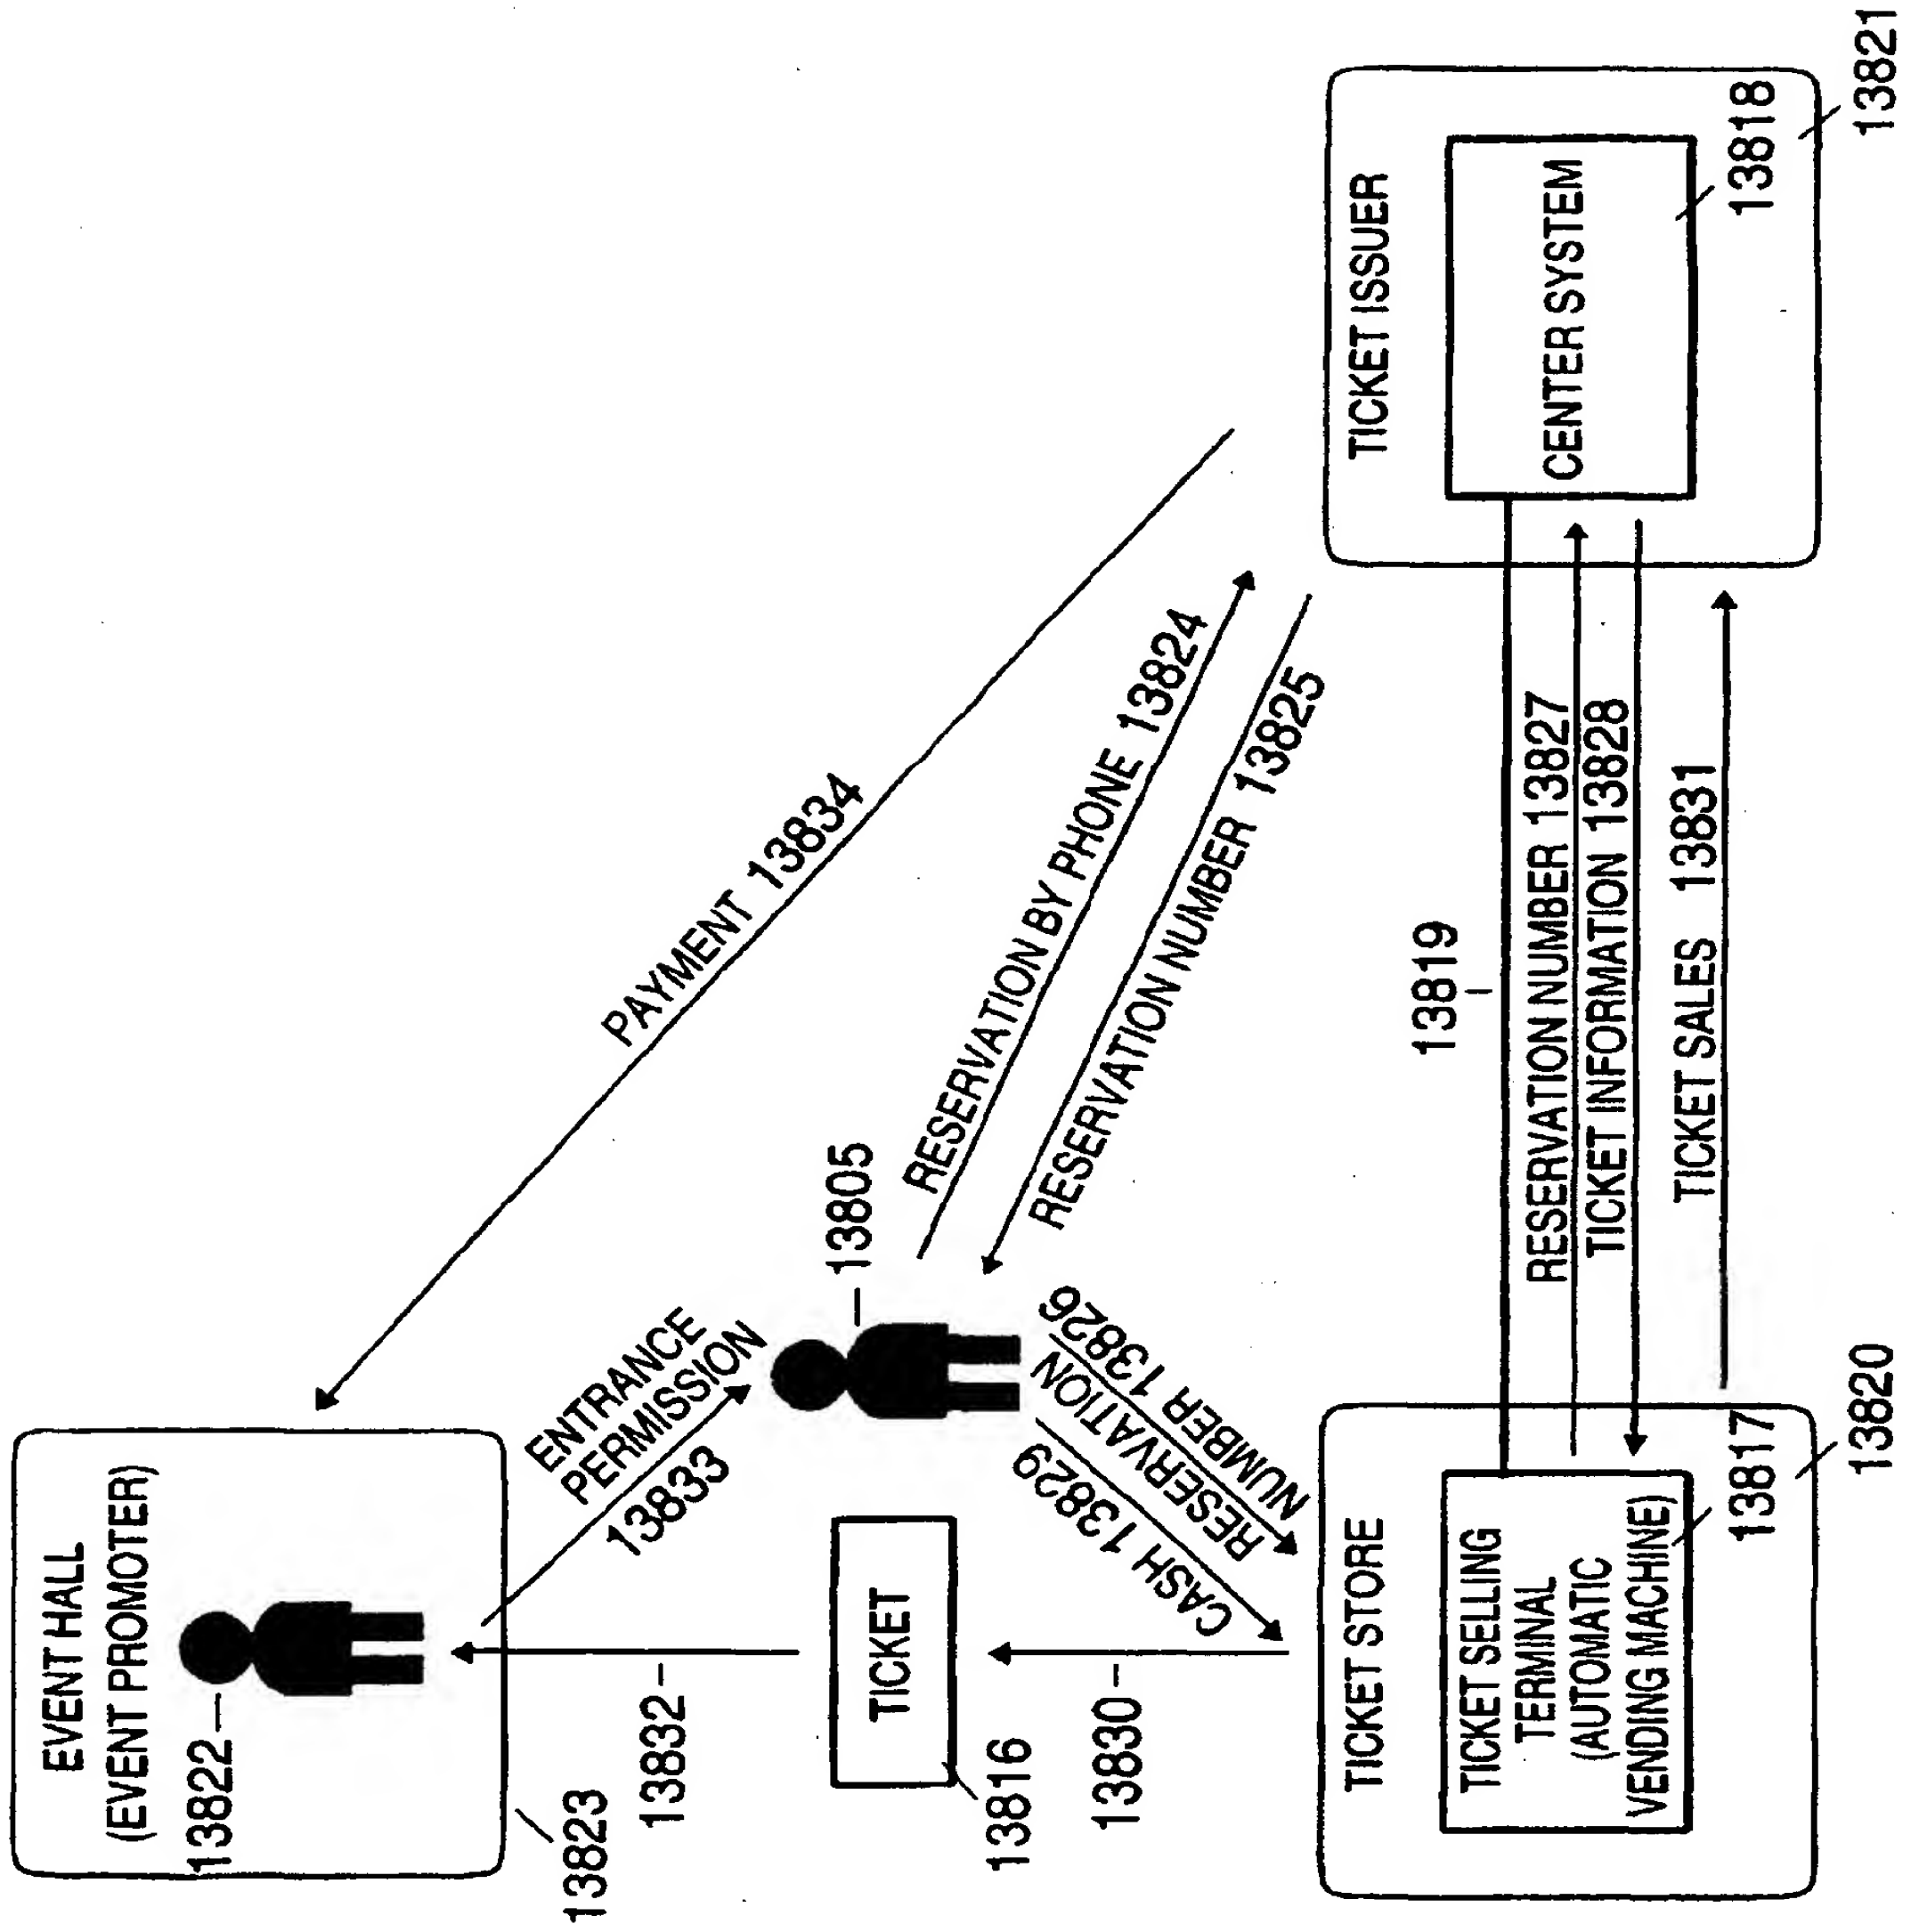 EVENT HALL
(EVENT PROMOTER)
13822
13823
PAYMENT 13834
ENTRANCE
PERMISSION
13833
13832
13805
TICKET
13816
RESERVATION BY PHONE 13824
RESERVATION NUMBER 13825
RESERVATION
NUMBER 13826
CASH 13829
13830
TICKET STORE
TICKET SELLING
TERMINAL
(AUTOMATIC
VENDING MACHINE)
13817
13820
13819
RESERVATION NUMBER 13827
TICKET INFORMATION 13828
TICKET SALES 13831
TICKET ISSUER
CENTER SYSTEM
13818
13821